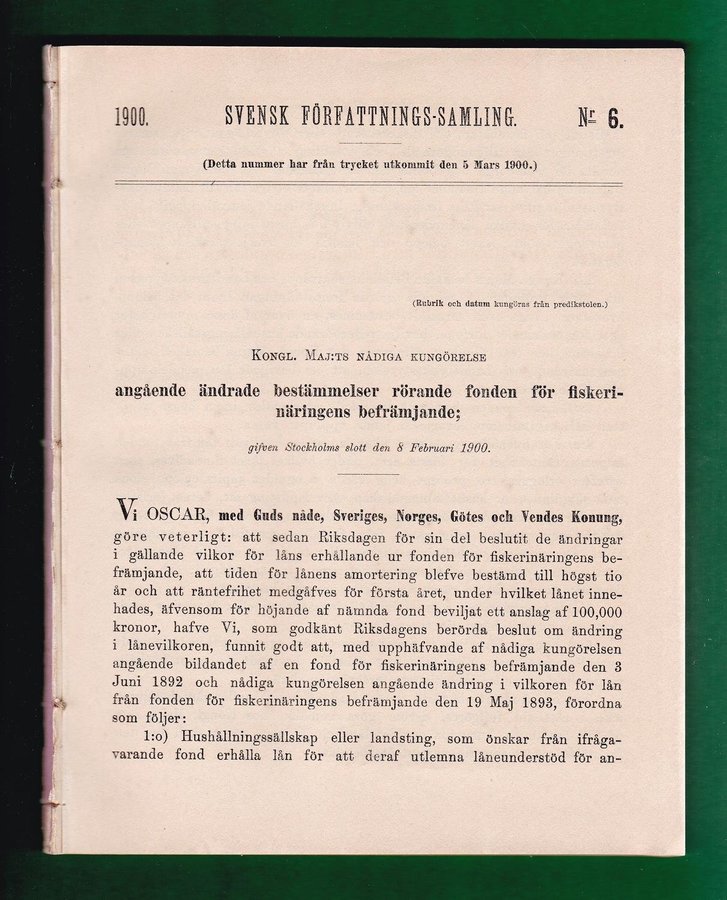 1900. SVENSK FÖRFATTNINGS-SAMLING. Nr 6.
(Detta nummer har från trycket utkommit den 5 Mars 1900.)
(Rubrik och datum kungöras från predikstolen.)
KONGL. MAJ:TS NÅDIGA KUNGÖRELSE
angående ändrade bestämmelser rörande fonden för fiskeri-
näringens befrämjande;
gifven Stockholms slott den 8 Februari 1900.
Vi OSCAR, med Guds nåde, Sveriges, Norges, Götes och Vendes Konung,
göre veterligt: att sedan Riksdagen för sin del beslutit de ändringar
i gällande vilkor för låns erhållande ur fonden för fiskerinäringens be-
främjande, att tiden för lånens amortering blefve bestämd till högst tio
år och att räntefrihet medgåfves för första året, under hvilket lånet inne-
hades, äfvensom för höjande af nämnda fond beviljat ett anslag af 100,000
kronor, hafve Vi, som godkänt Riksdagens berörda beslut om ändring
i lånevilkoren, funnit godt att, med upphäfvande af nådiga kungörelsen
angående bildandet af en fond för fiskerinäringens befrämjande den 3
Juni 1892 och nådiga kungörelsen angående ändring i vilkoren för lån
från fonden för fiskerinäringens befrämjande den 19 Maj 1893, förordna
som följer:
1:o) Hushållningssällskap eller landsting, som önskar från ifråga-
varande fond erhålla lån för att deraf utlemna låneunderstöd för an-